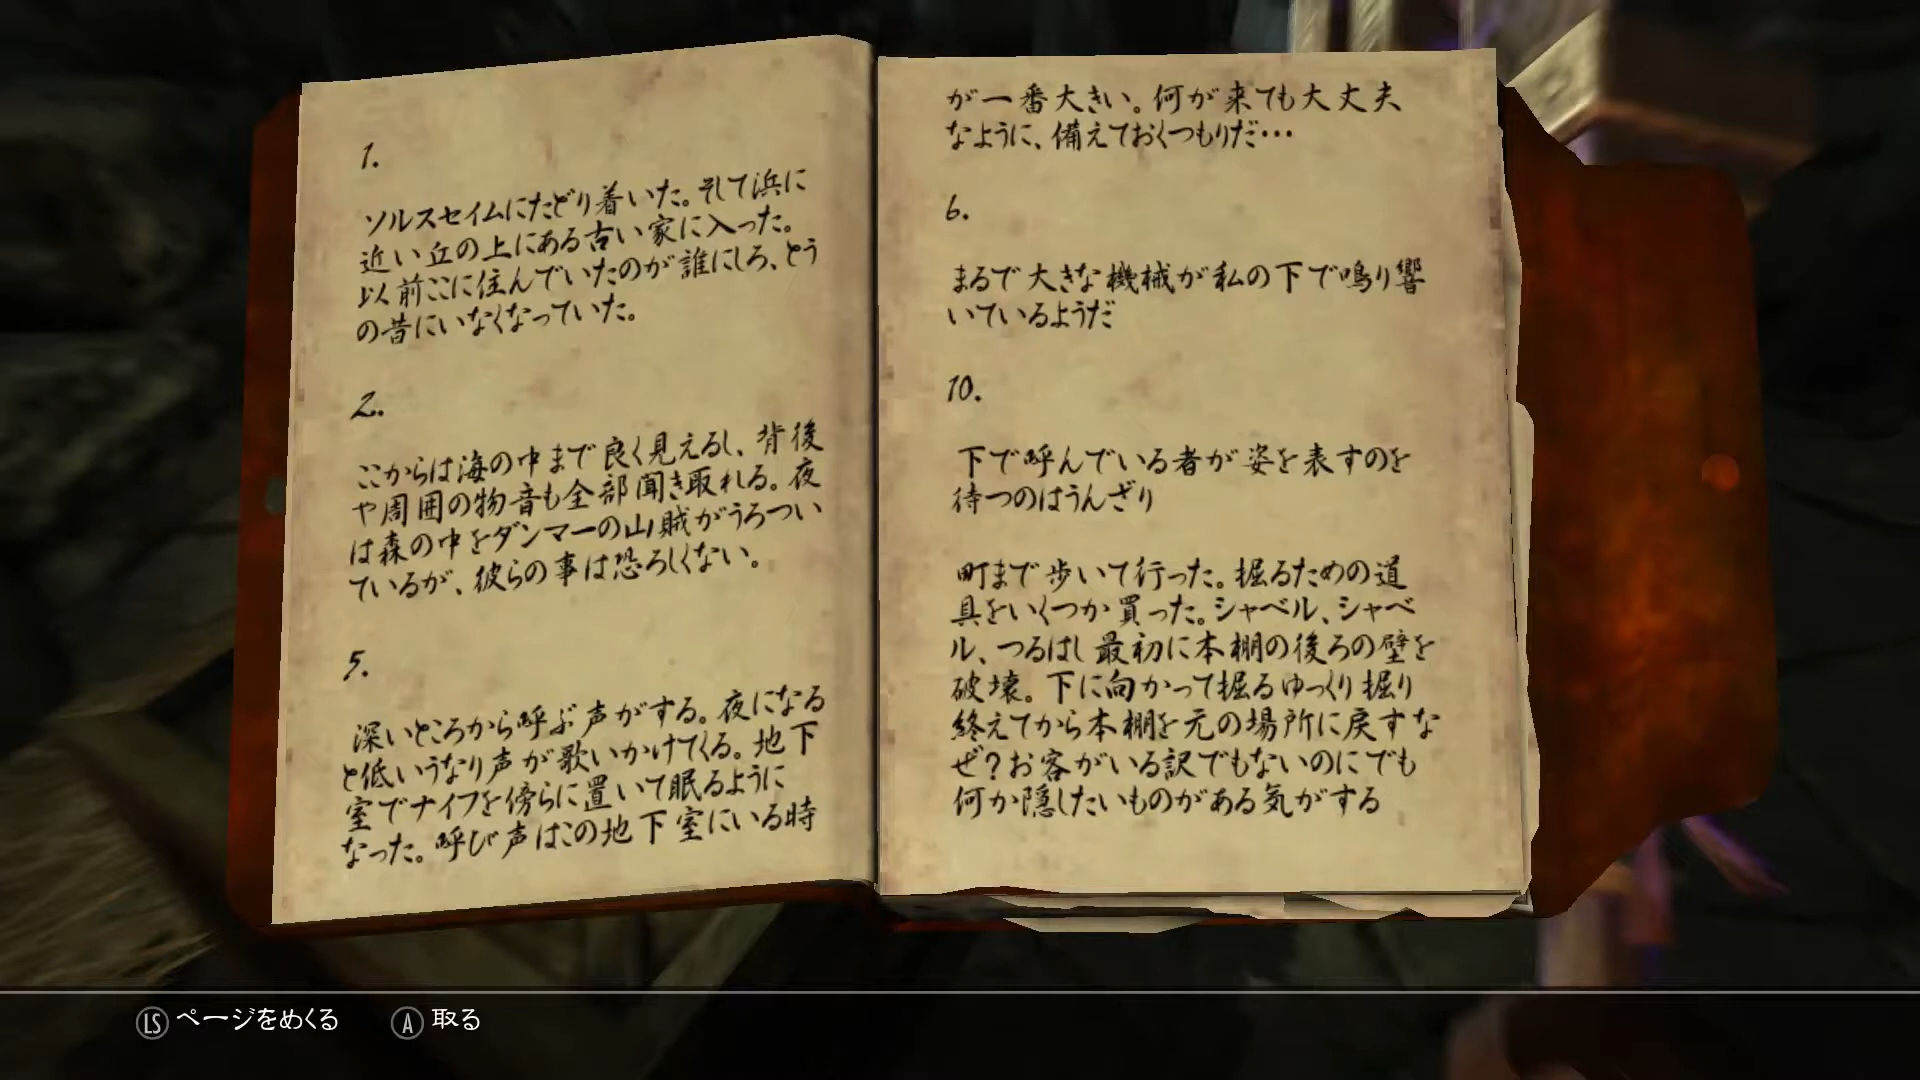 1.
ソルスセイムにたどり着いた。そして浜に
近い丘の上にある古い家に入った。
以前ここに住んでいたのが誰にしろ、とう
の昔にいなくなっていた。
2.
ここからは海の中まで良く見えるし、背後
や周囲の物音も全部聞き取れる。夜
は森の中をダンマーの山賊がうろつい
ているが、彼らの事は恐ろしくない。
5.
深いところから呼ぶ声がする。夜になる
と低いうなり声が歌いかけてくる。地下
室でナイフを傍らに置いて眠るように
なった。呼び声はこの地下室にいる時
が一番大きい。何が来ても大丈夫
なように、備えておくつもりだ…
6.
まるで大きな機械が私の下で鳴り響
いているようだ
10.
下で呼んでいる者が姿を表すのを
待つのはうんざり
町まで歩いて行った。掘るための道
具をいくつか買った。シャベル、シャベ
ル、つるはし最初に本棚の後ろの壁を
破壊。下に向かって掘るゆっくり掘り
終えてから本棚を元の場所に戻すな
ぜ?お客がいる訳でもないのにでも
何か隠したいものがある気がする
LS ページをめくる A 取る